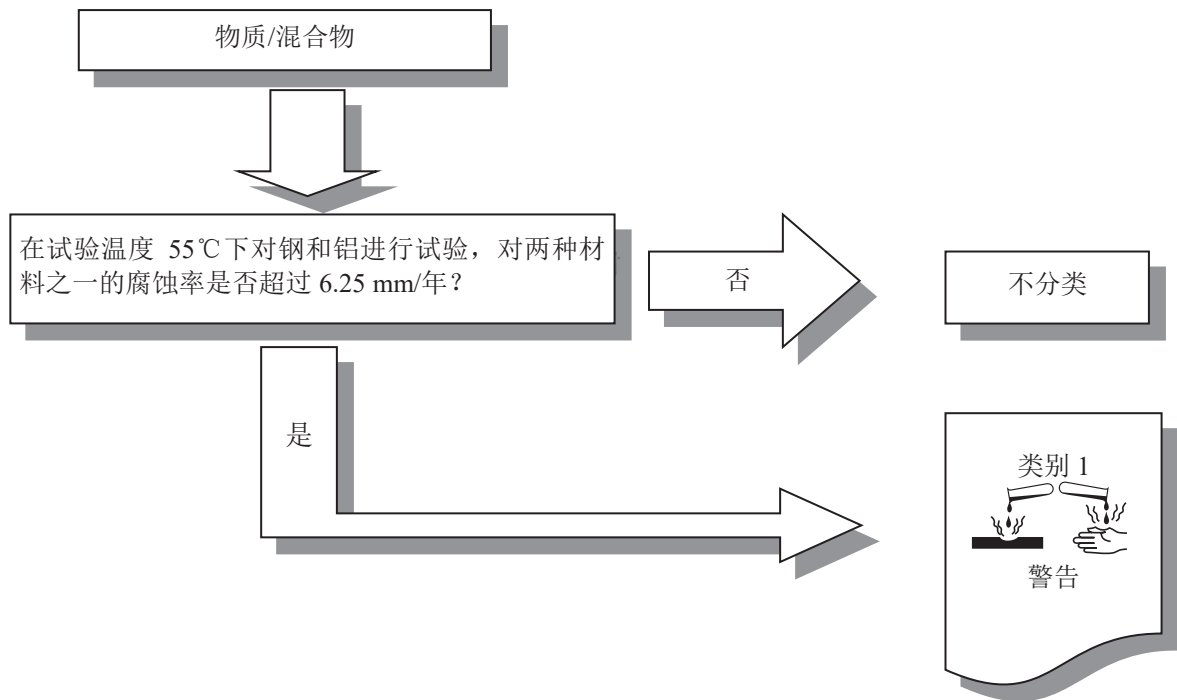 物质/混合物
在试验温度 55℃下对钢和铝进行试验，对两种材
料之一的腐蚀率是否超过 6.25 mm/年？
否
不分类
是
类别 1
警告